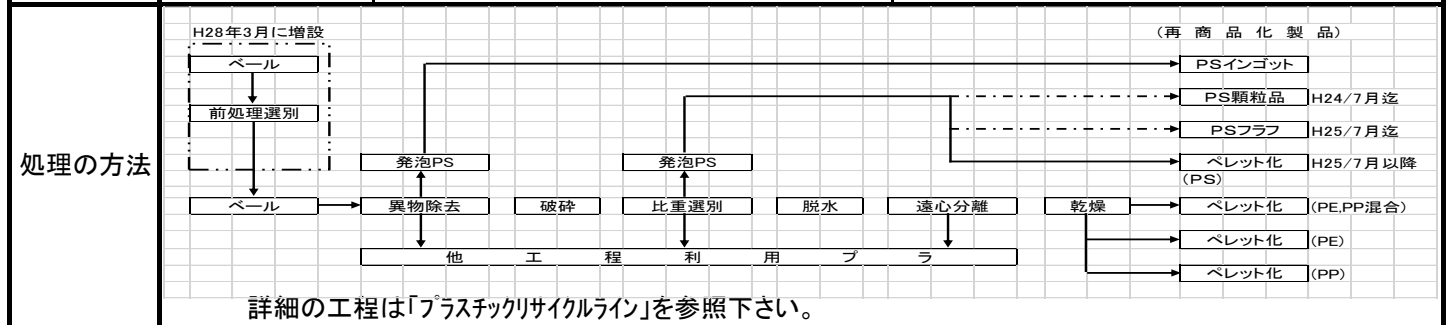 H28年3月に増設
(再 商 品 化 製 品)
ベール
PSインゴット
前処理選別
PS顆粒品 H24/7月迄
PSフラフ H25/7月迄
処理の方法
発泡PS 発泡PS ペレット化 H25/7月以降
(PS)
ベール 異物除去 破砕 比重選別 脱水 遠心分離 乾燥 ペレット化 (PE,PP混合)
他 工 程 利 用 プ ラ ペレット化 (PE)
ペレット化 (PP)
詳細の工程は「プラスチックリサイクルライン」を参照下さい。